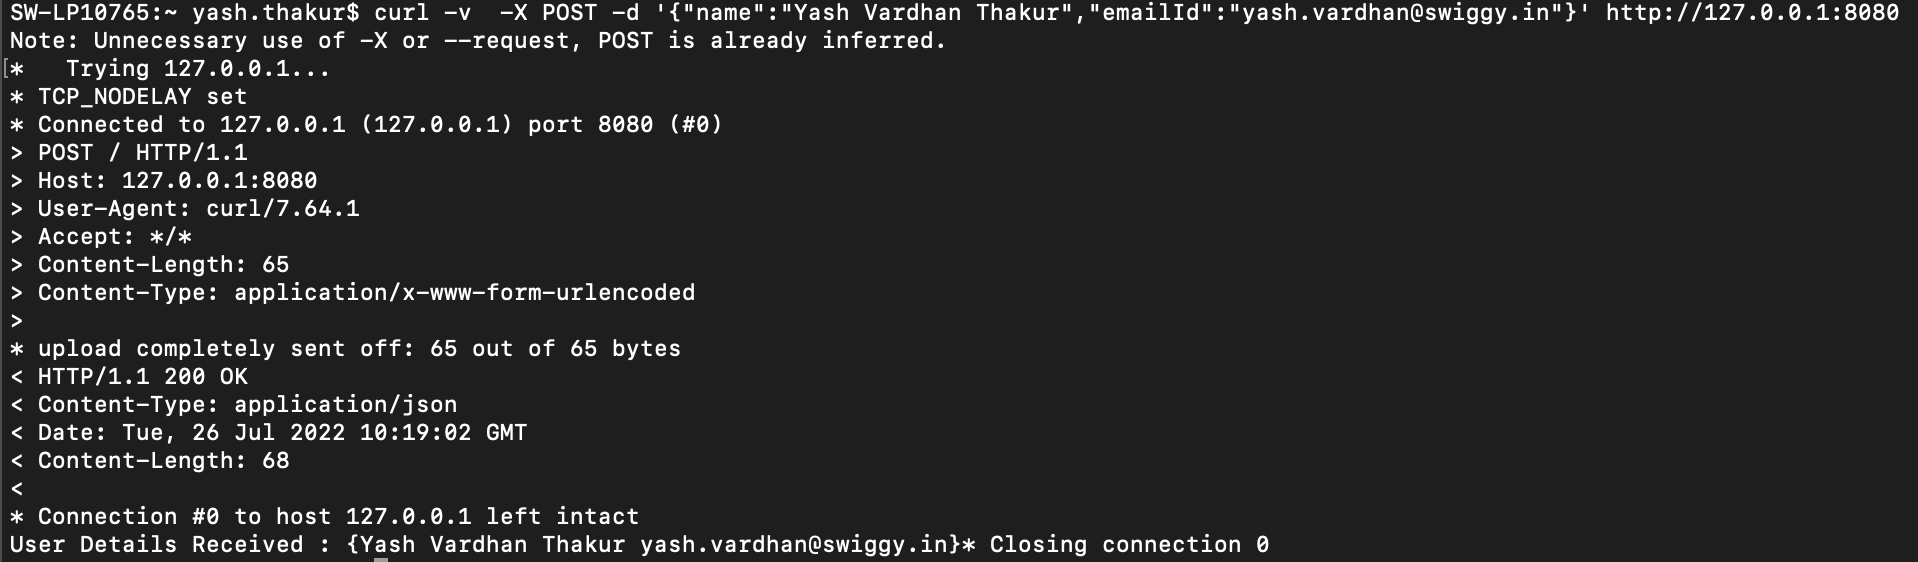 SW-LP10765:~ yash.thakur$ curl -v  -X POST -d '{"name":"Yash Vardhan Thakur","emailId":"yash.vardhan@swiggy.in"}' http://127.0.0.1:8080
Note: Unnecessary use of -X or --request, POST is already inferred.
[*   Trying 127.0.0.1...
* TCP_NODELAY set
* Connected to 127.0.0.1 (127.0.0.1) port 8080 (#0)
> POST / HTTP/1.1
> Host: 127.0.0.1:8080
> User-Agent: curl/7.64.1
> Accept: */*
> Content-Length: 65
> Content-Type: application/x-www-form-urlencoded
>
* upload completely sent off: 65 out of 65 bytes
< HTTP/1.1 200 OK
< Content-Type: application/json
< Date: Tue, 26 Jul 2022 10:19:02 GMT
< Content-Length: 68
<
* Connection #0 to host 127.0.0.1 left intact
User Details Received : {Yash Vardhan Thakur yash.vardhan@swiggy.in}* Closing connection 0